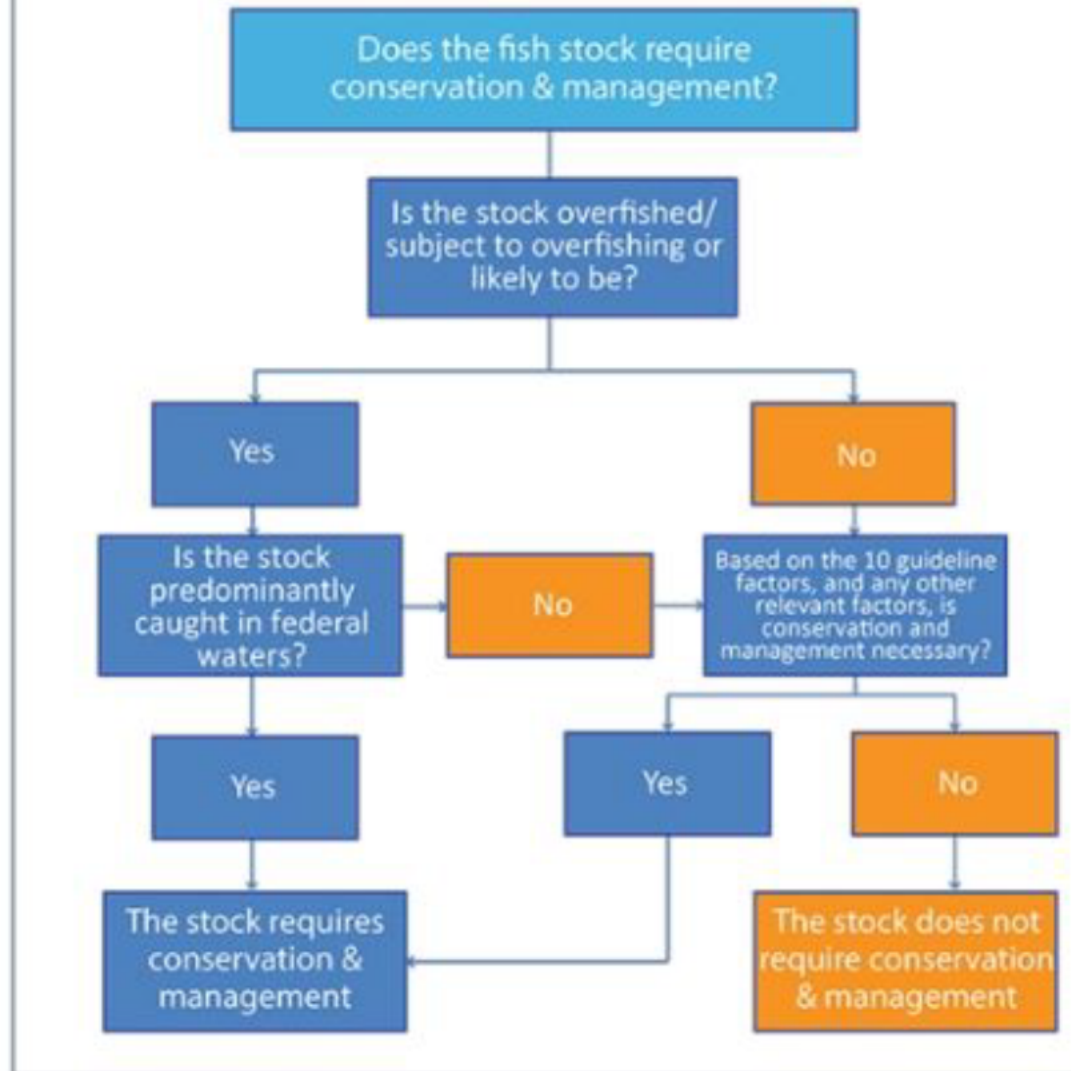 Does the fish stock require
conservation & management?
Is the stock overfished/
subject to overfishing or
likely to be?
Yes
No
Is the stock
predominantly
caught in federal
waters?
No
Based on the 10 guideline
factors, and any other
relevant factors, is
conservation and
management necessary?
Yes
Yes
No
The stock requires
conservation &
management
The stock does not
require conservation
& management